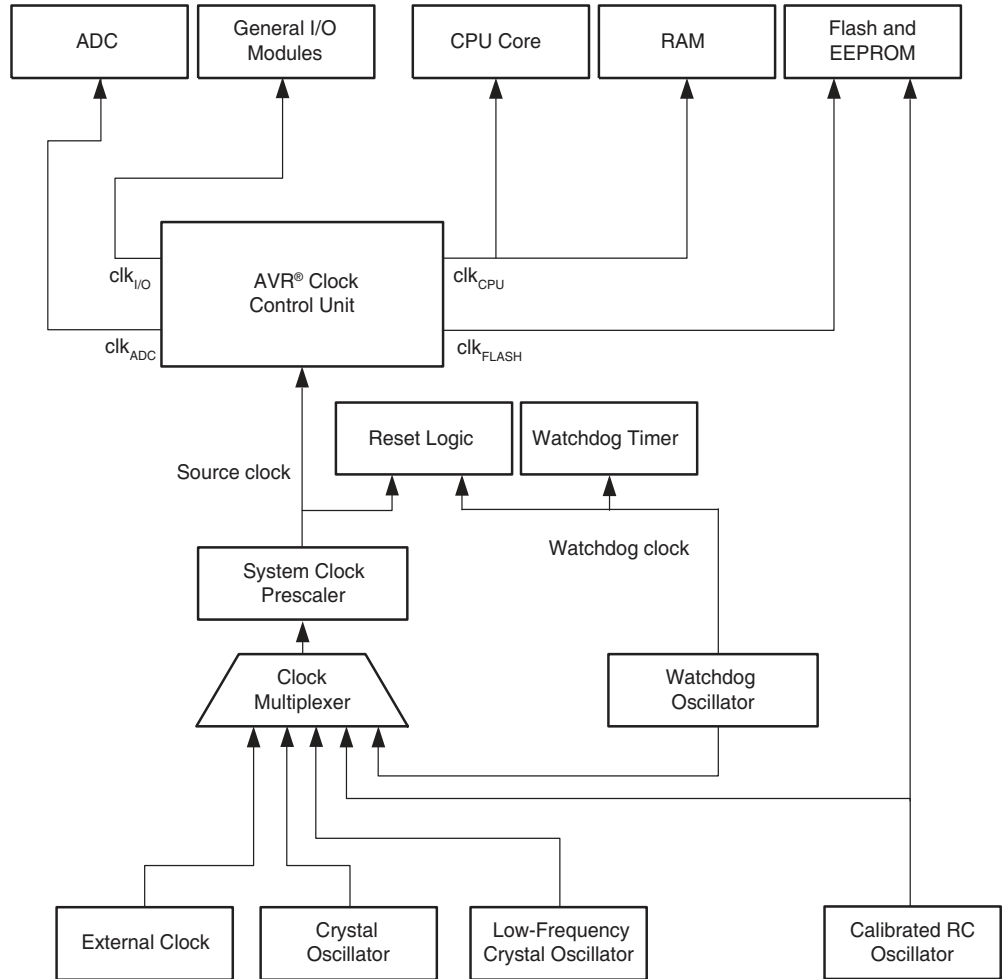 ADC
General I/O
Modules
CPU Core
RAM
Flash and
EEPROM
clkI/O
AVR® Clock
Control Unit
clkCPU
clkADC
clkFLASH
Reset Logic
Watchdog Timer
Source clock
Watchdog clock
System Clock
Prescaler
Clock
Multiplexer
Watchdog
Oscillator
External Clock
Crystal
Oscillator
Low-Frequency
Crystal Oscillator
Calibrated RC
Oscillator